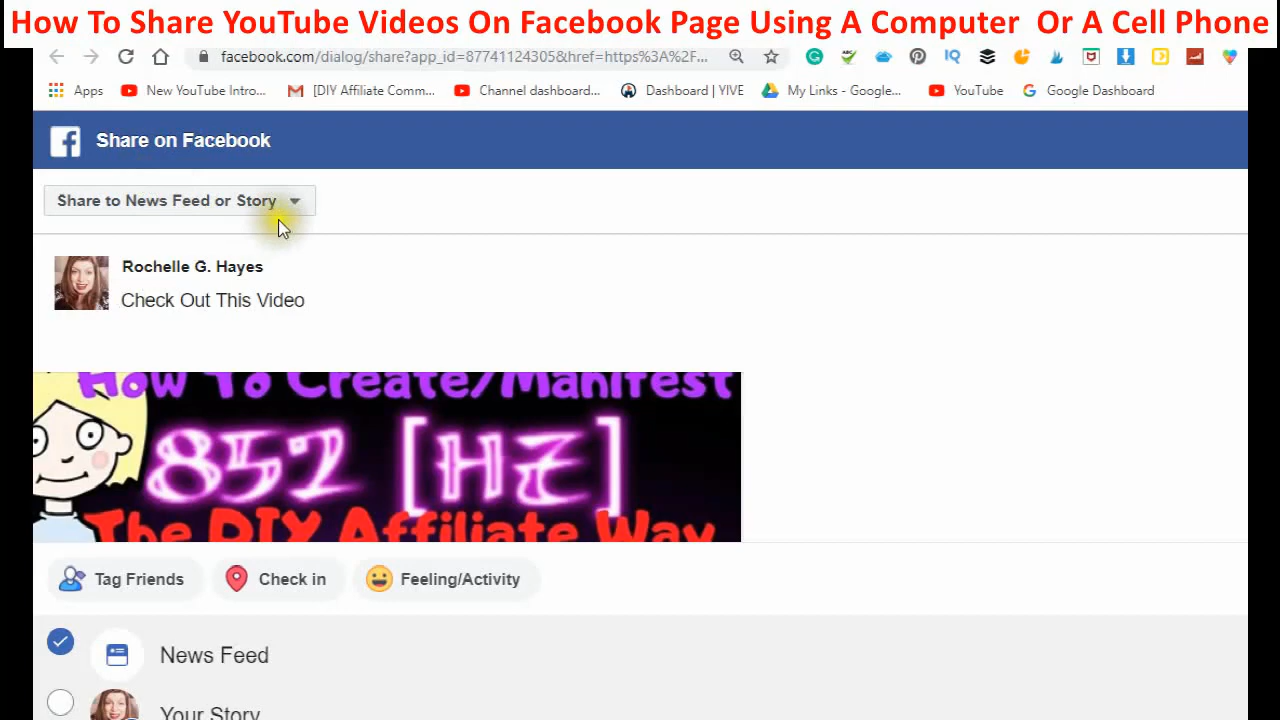 How To Share YouTube Videos On Facebook Page Using A Computer Or A Cell Phone
facebook.com/dialog/share?app_id=87741124305&href=https%3A%2F...
Apps New YouTube Intro... [DIY Affiliate Comm... Channel dashboard... Dashboard | YIVE My Links - Google... YouTube Google Dashboard
Share on Facebook
Share to News Feed or Story
Rochelle G. Hayes
Check Out This Video
How To Create/Manifest
852 [HZ]
The DIY Affiliate Way
Tag Friends Check in Feeling/Activity
News Feed
Your Story